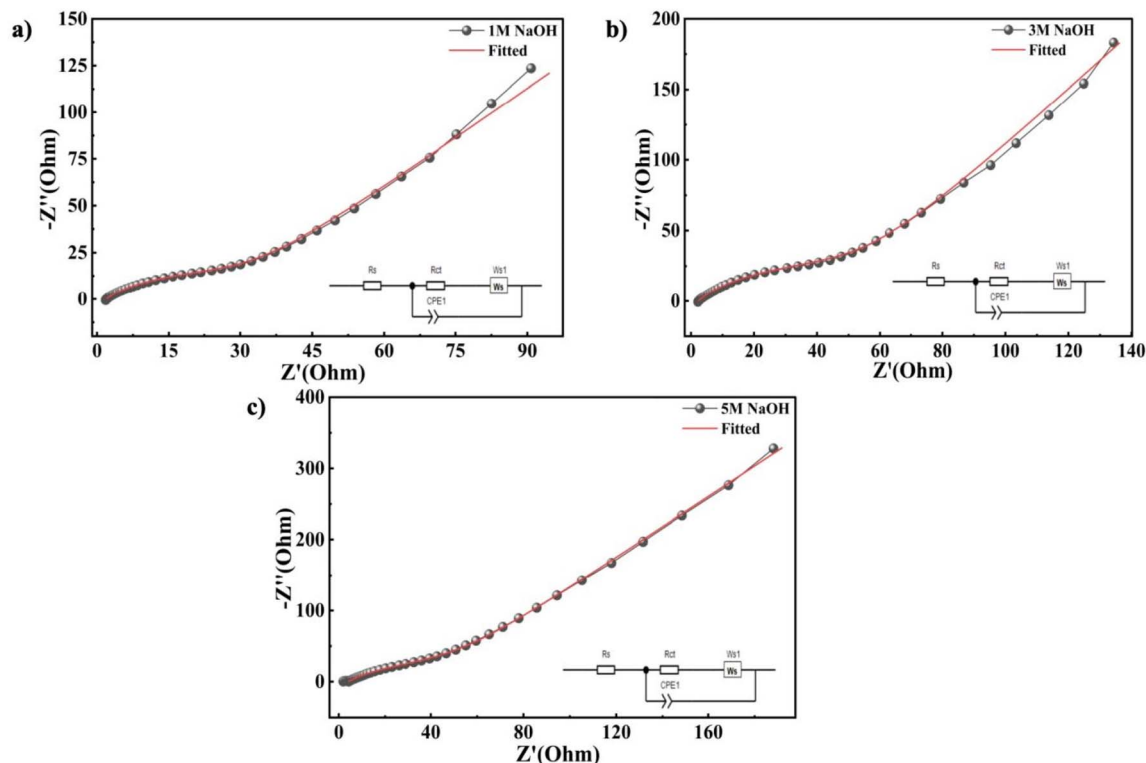 a)
1M NaOH
Fitted
-Z''(Ohm)
150
125
100
75
50
25
0
Rs
Rct
Ws1
Ws
CPE1
0 15 30 45 60 75 90
Z'(Ohm)
b)
3M NaOH
Fitted
-Z''(Ohm)
200
150
100
50
0
Rs
Rct
Ws1
Ws
CPE1
0 20 40 60 80 100 120 140
Z'(Ohm)
c)
5M NaOH
Fitted
-Z''(Ohm)
400
300
200
100
0
Rs
Rct
Ws1
Ws
CPE1
0 40 80 120 160
Z'(Ohm)